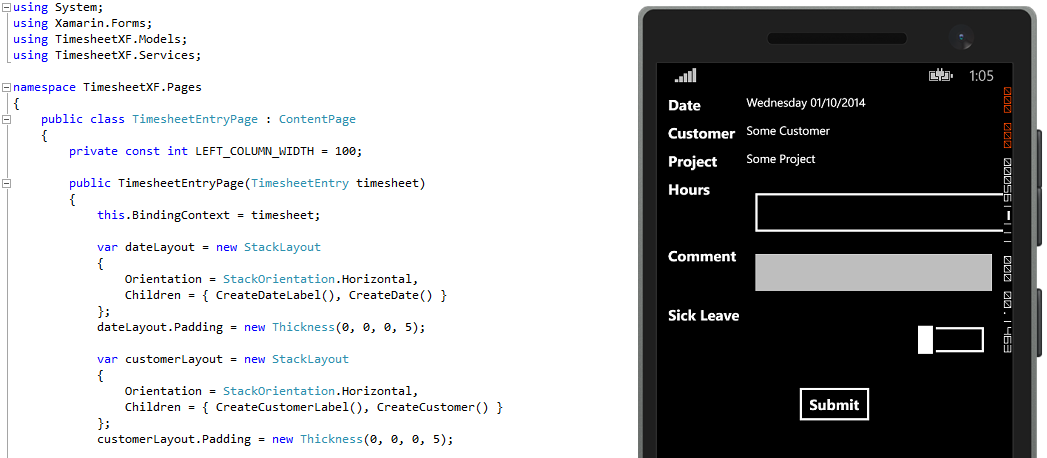 using System;
using Xamarin.Forms;
using TimesheetXF.Models;
using TimesheetXF.Services;
namespace TimesheetXF.Pages
{
public class TimesheetEntryPage : ContentPage
{
private const int LEFT_COLUMN_WIDTH = 100;
public TimesheetEntryPage(TimesheetEntry timesheet)
{
this.BindingContext = timesheet;
var dateLayout = new StackLayout
{
Orientation = StackOrientation.Horizontal,
Children = { CreateDateLabel(), CreateDate() }
};
dateLayout.Padding = new Thickness(0, 0, 0, 5);
var customerLayout = new StackLayout
{
Orientation = StackOrientation.Horizontal,
Children = { CreateCustomerLabel(), CreateCustomer() }
};
customerLayout.Padding = new Thickness(0, 0, 0, 5);
1:05
Date Wednesday 01/10/2014
Customer Some Customer
Project Some Project
Hours
Comment
Sick Leave
Submit